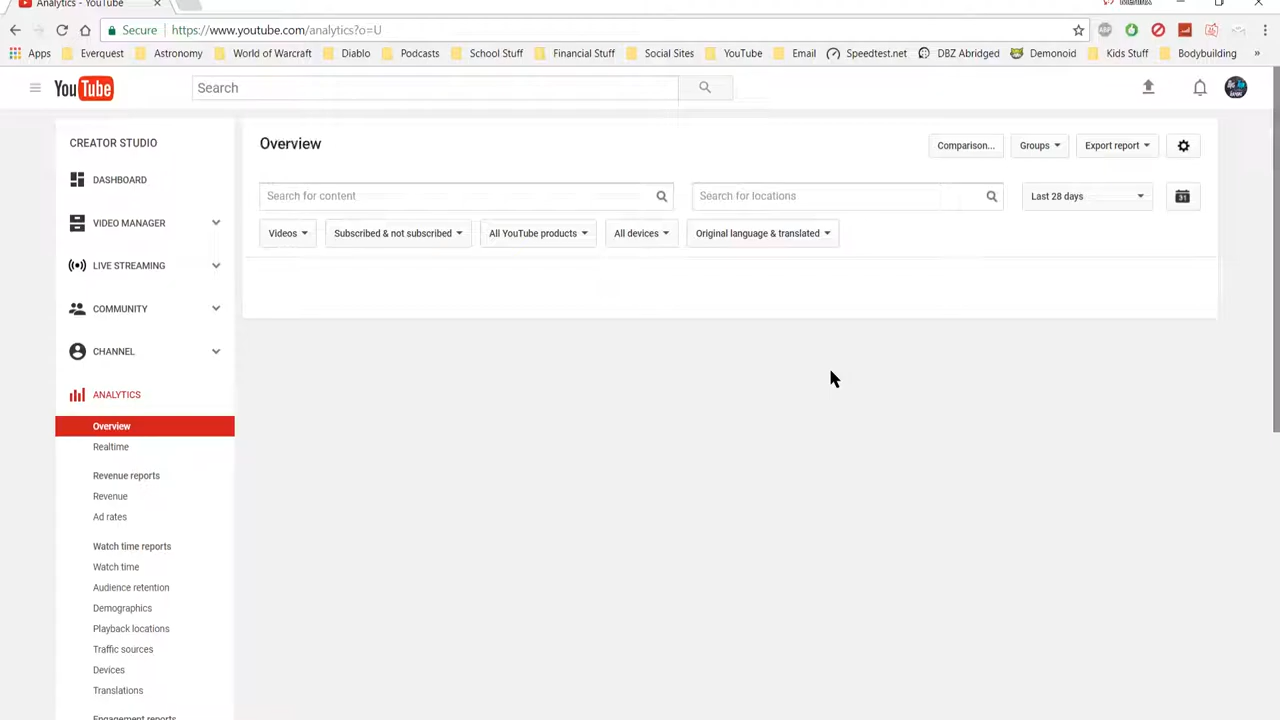 Analytics - YouTube
Secure https://www.youtube.com/analytics?o=U
Apps Everquest Astronomy World of Warcraft Diablo Podcasts School Stuff Financial Stuff Social Sites YouTube Email Speedtest.net DBZ Abridged Demonoid Kids Stuff Bodybuilding »
YouTube Search
CREATOR STUDIO
DASHBOARD
VIDEO MANAGER
LIVE STREAMING
COMMUNITY
CHANNEL
ANALYTICS
Overview
Realtime
Revenue reports
Revenue
Ad rates
Watch time reports
Watch time
Audience retention
Demographics
Playback locations
Traffic sources
Devices
Translations
Engagement reports
Overview
Comparison... Groups Export report
Search for content Search for locations Last 28 days 31
Videos Subscribed & not subscribed All YouTube products All devices Original language & translated